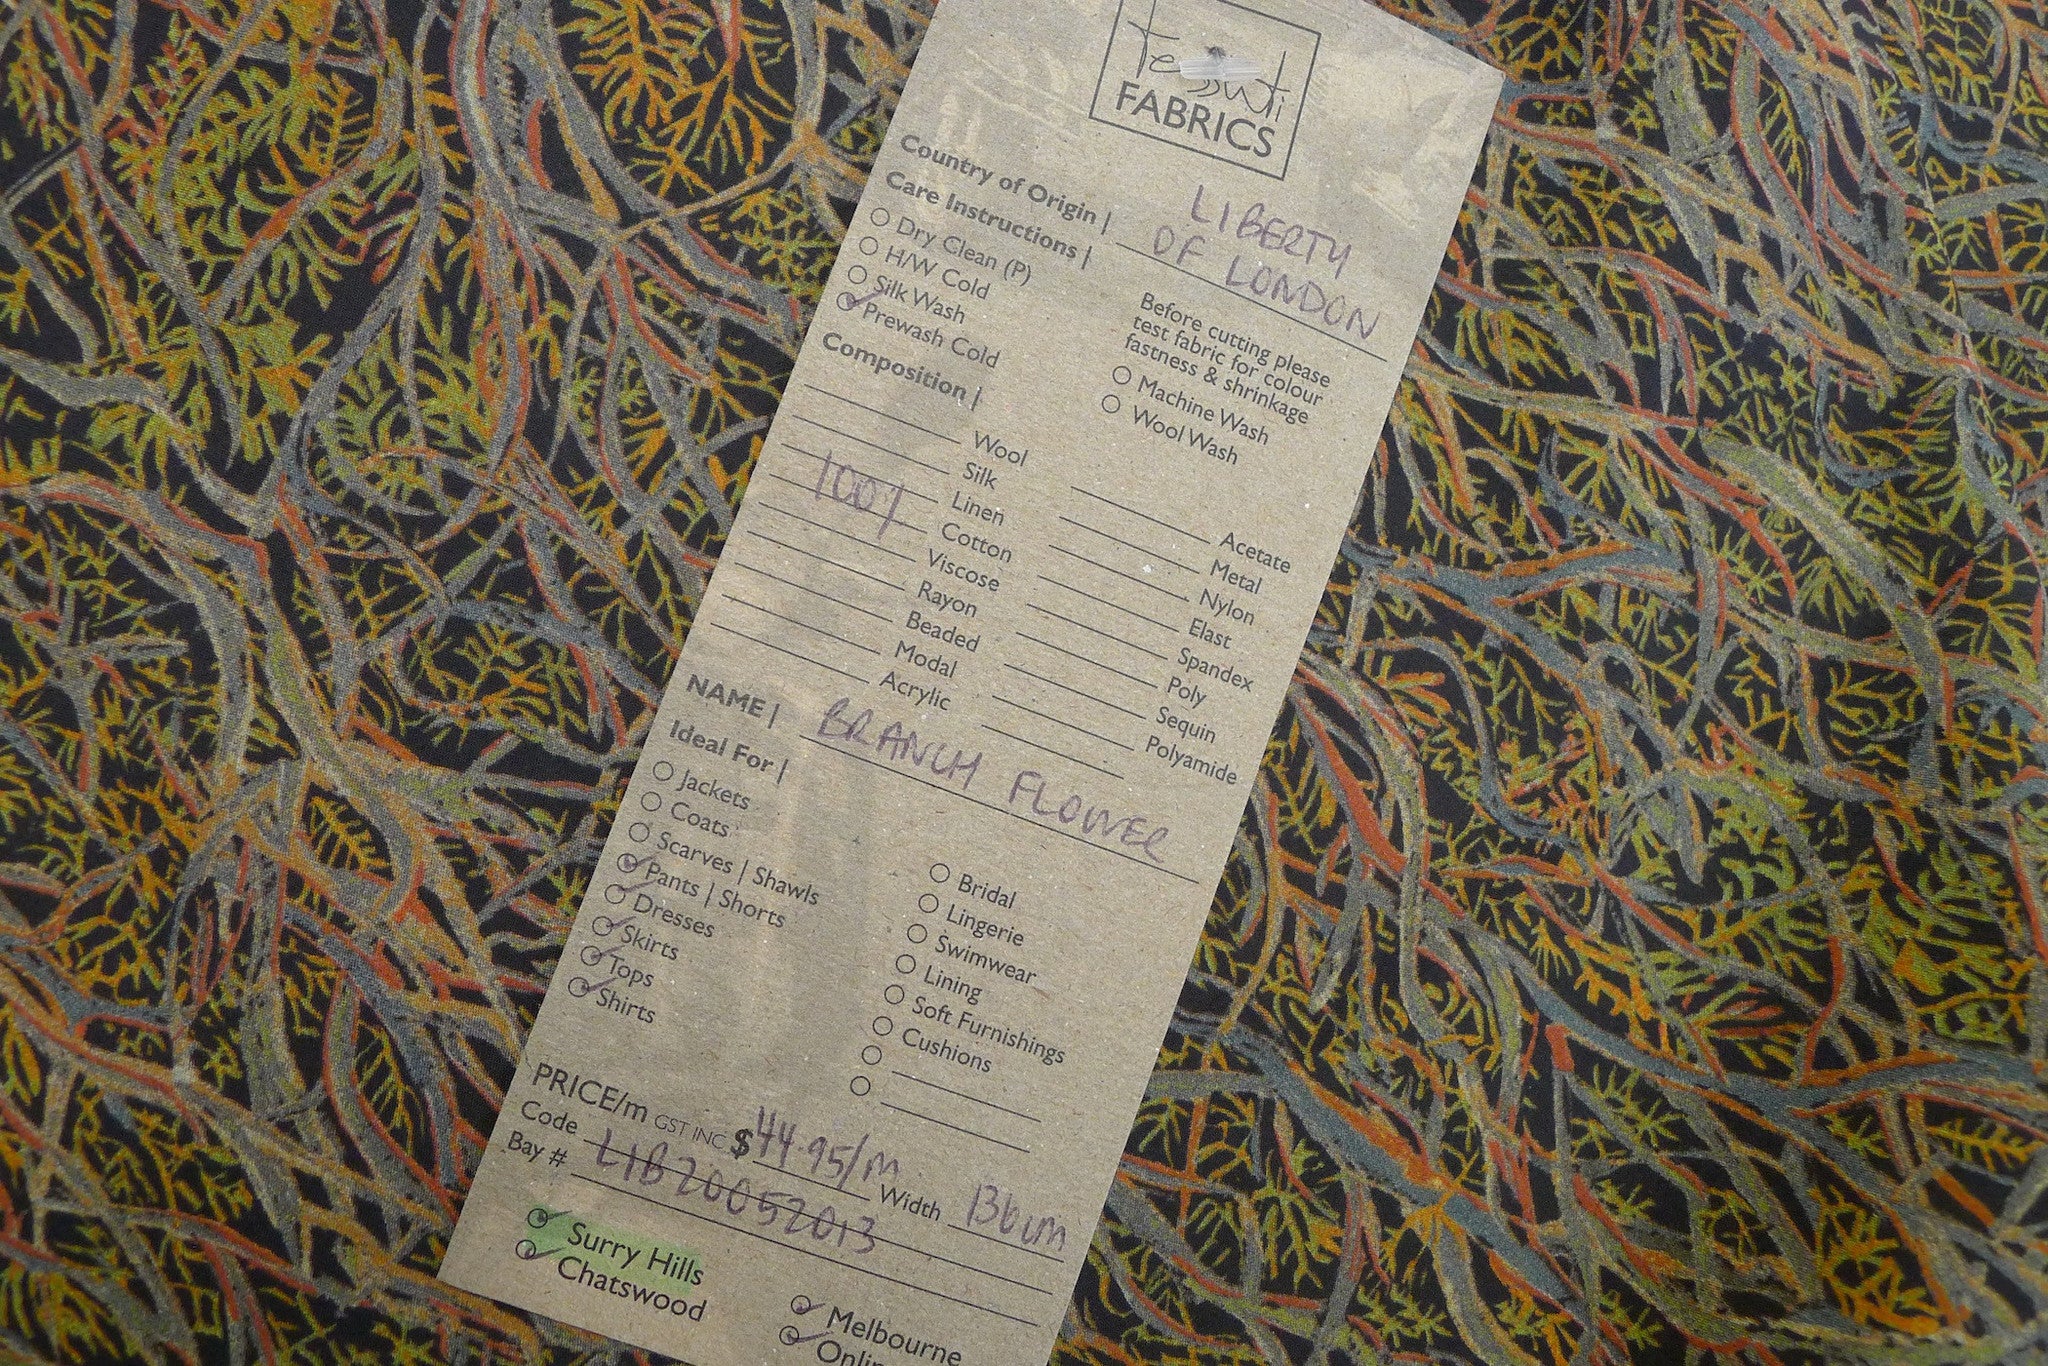 tessuti
FABRICS
Country of Origin | LIBERTY
OF LONDON
Care Instructions |
Dry Clean (P)
H/W Cold
Silk Wash
Prewash Cold
Before cutting please
test fabric for colour
fastness & shrinkage
Machine Wash
Wool Wash
Composition |
Wool
Silk
Linen
100% Cotton
Viscose
Rayon
Beaded
Modal
Acrylic
Acetate
Metal
Nylon
Elast
Spandex
Poly
Sequin
Polyamide
NAME | BRANCH FLOWER
Ideal For |
Jackets
Coats
Scarves | Shawls
Pants | Shorts
Dresses
Skirts
Tops
Shirts
Bridal
Lingerie
Swimwear
Lining
Soft Furnishings
Cushions
PRICE/m GST INC $44.95/m Width 136cm
Code LIB20052013
Bay #
Surry Hills
Chatswood
Melbourne